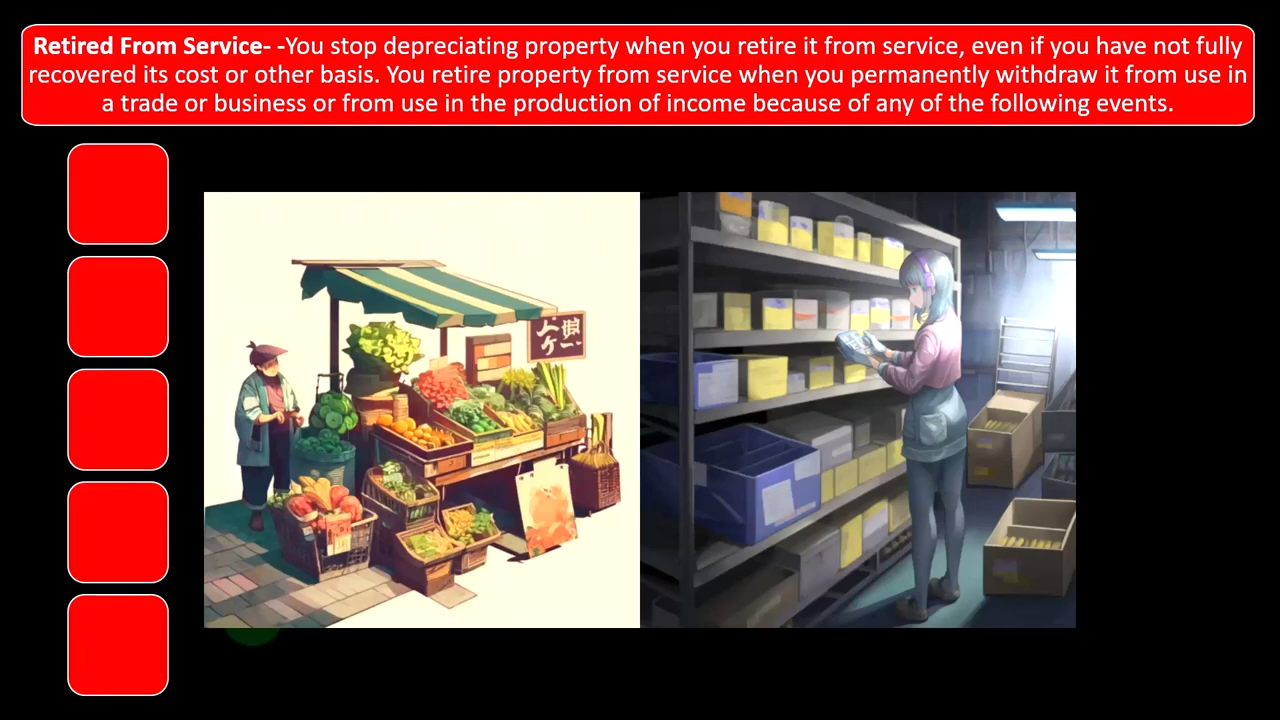 Retired From Service- -You stop depreciating property when you retire it from service, even if you have not fully
recovered its cost or other basis. You retire property from service when you permanently withdraw it from use in
a trade or business or from use in the production of income because of any of the following events.